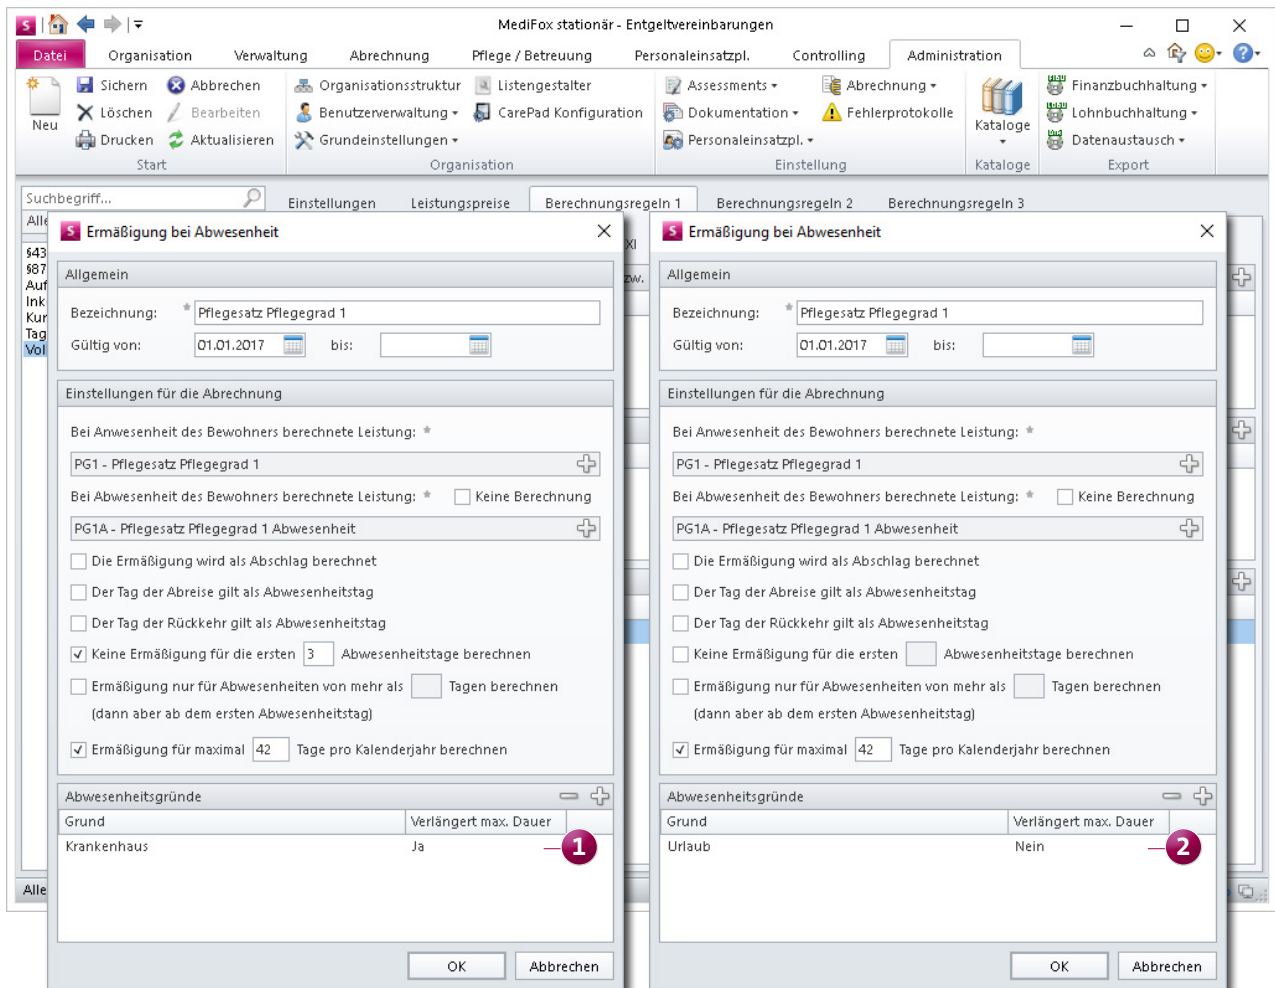 MediFox stationär - Entgeltvereinbarungen
Datei Organisation Verwaltung Abrechnung Pflege / Betreuung Personaleinsatzpl. Controlling Administration
Neu
Sichern Abbrechen
Löschen Bearbeiten
Drucken Aktualisieren
Start
Organisationsstruktur Listengestalter
Benutzerverwaltung CarePad Konfiguration
Grundeinstellungen
Organisation
Assessments Abrechnung
Dokumentation Fehlerprotokolle
Personaleinsatzpl.
Einstellung
Kataloge
Kataloge
Finanzbuchhaltung
Lohnbuchhaltung
Datenaustausch
Export
Suchbegriff...
Einstellungen Leistungspreise Berechnungsregeln 1 Berechnungsregeln 2 Berechnungsregeln 3
Alle
§43
§87
Auf
Ink
Kur
Tag
Vol
XI
zw.
Alle
S Ermäßigung bei Abwesenheit
Allgemein
Bezeichnung: * Pflegesatz Pflegegrad 1
Gültig von: 01.01.2017 bis:
Einstellungen für die Abrechnung
Bei Anwesenheit des Bewohners berechnete Leistung: *
PG1 - Pflegesatz Pflegegrad 1
Bei Abwesenheit des Bewohners berechnete Leistung: * Keine Berechnung
PG1A - Pflegesatz Pflegegrad 1 Abwesenheit
Die Ermäßigung wird als Abschlag berechnet
Der Tag der Abreise gilt als Abwesenheitstag
Der Tag der Rückkehr gilt als Abwesenheitstag
Keine Ermäßigung für die ersten 3 Abwesenheitstage berechnen
Ermäßigung nur für Abwesenheiten von mehr als Tagen berechnen
(dann aber ab dem ersten Abwesenheitstag)
Ermäßigung für maximal 42 Tage pro Kalenderjahr berechnen
Abwesenheitsgründe
Grund Verlängert max. Dauer
Krankenhaus Ja
1
OK Abbrechen
S Ermäßigung bei Abwesenheit
Allgemein
Bezeichnung: * Pflegesatz Pflegegrad 1
Gültig von: 01.01.2017 bis:
Einstellungen für die Abrechnung
Bei Anwesenheit des Bewohners berechnete Leistung: *
PG1 - Pflegesatz Pflegegrad 1
Bei Abwesenheit des Bewohners berechnete Leistung: * Keine Berechnung
PG1A - Pflegesatz Pflegegrad 1 Abwesenheit
Die Ermäßigung wird als Abschlag berechnet
Der Tag der Abreise gilt als Abwesenheitstag
Der Tag der Rückkehr gilt als Abwesenheitstag
Keine Ermäßigung für die ersten Abwesenheitstage berechnen
Ermäßigung nur für Abwesenheiten von mehr als Tagen berechnen
(dann aber ab dem ersten Abwesenheitstag)
Ermäßigung für maximal 42 Tage pro Kalenderjahr berechnen
Abwesenheitsgründe
Grund Verlängert max. Dauer
Urlaub Nein
2
OK Abbrechen